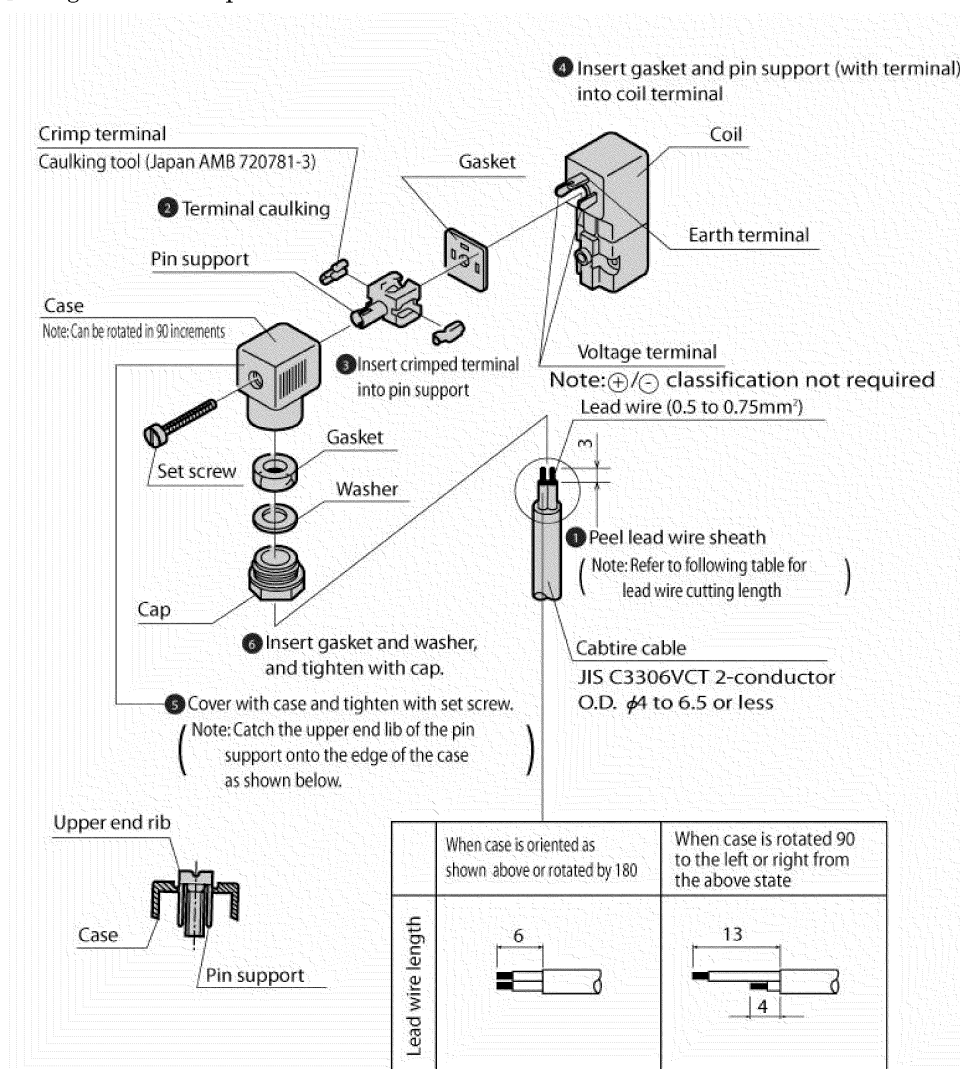 ❹ Insert gasket and pin support (with terminal)
into coil terminal
Crimp terminal
Caulking tool (Japan AMB 720781-3)
Coil
Gasket
❷ Terminal caulking
Earth terminal
Pin support
Case
Note: Can be rotated in 90 increments
❸ Insert crimped terminal
into pin support
Voltage terminal
Note: ⊕/⊖ classification not required
Lead wire (0.5 to 0.75mm²)
3
Gasket
Set screw
Washer
❶ Peel lead wire sheath
(Note: Refer to following table for
lead wire cutting length)
Cap
❻ Insert gasket and washer,
and tighten with cap.
Cabtire cable
JIS C3306VCT 2-conductor
O.D. ϕ4 to 6.5 or less
❺ Cover with case and tighten with set screw.
(Note: Catch the upper end lib of the pin
support onto the edge of the case
as shown below.)
Upper end rib
Case
Pin support
When case is oriented as
shown above or rotated by 180
When case is rotated 90
to the left or right from
the above state
Lead wire length
6
13
4